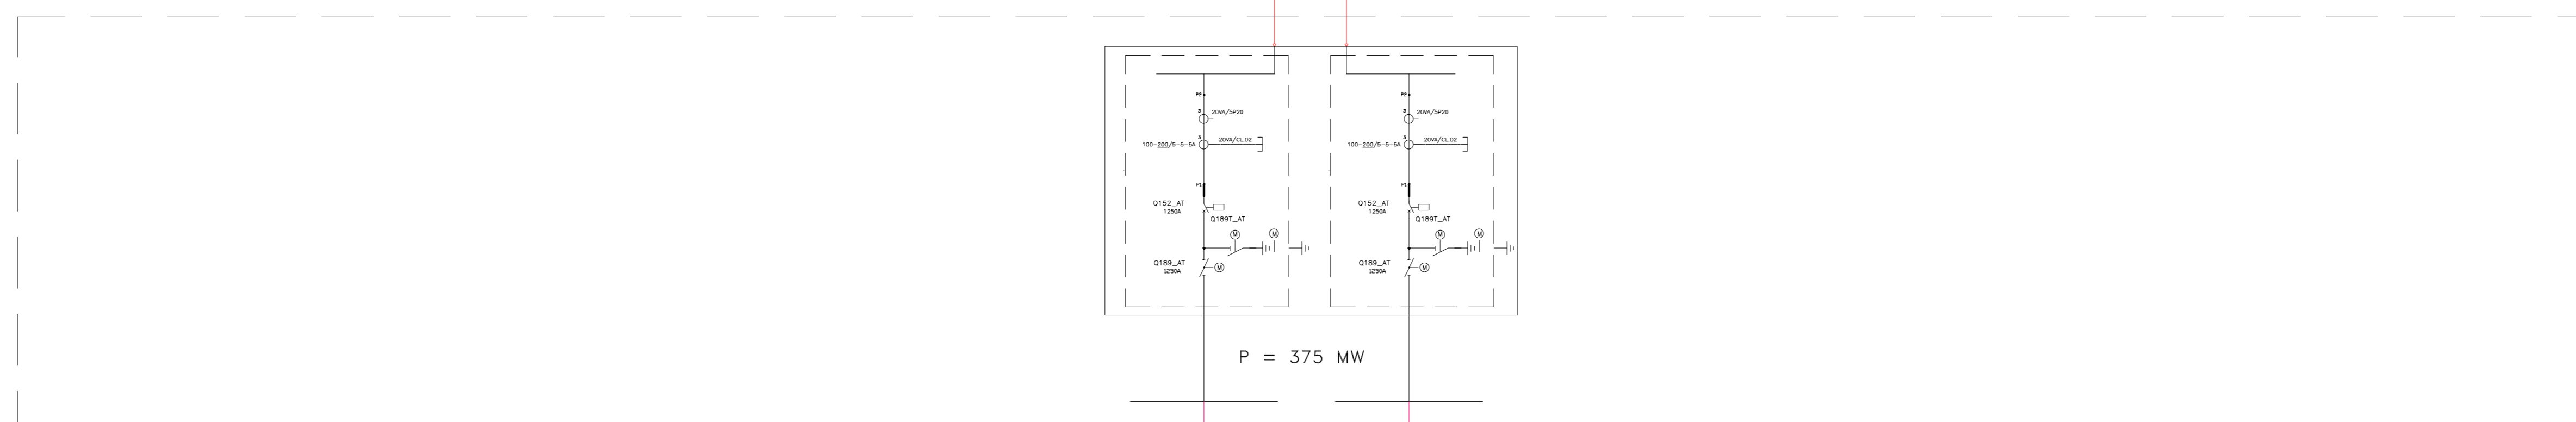 P2
3
20VA/5P20
3
20VA/CL.02
100-200/5-5-5A
P1
Q152_AT
1250A
Q189T_AT
M
M
Q189_AT
M
1250A
P2
3
20VA/5P20
3
20VA/CL.02
100-200/5-5-5A
P1
Q152_AT
1250A
Q189T_AT
M
M
Q189_AT
M
1250A
P = 375 MW